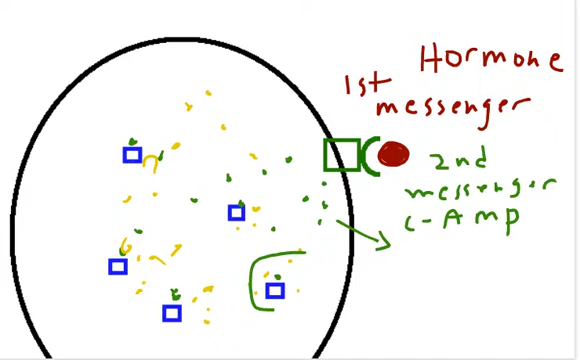 Hormone
1st
messenger
2nd
messenger
c-Amp